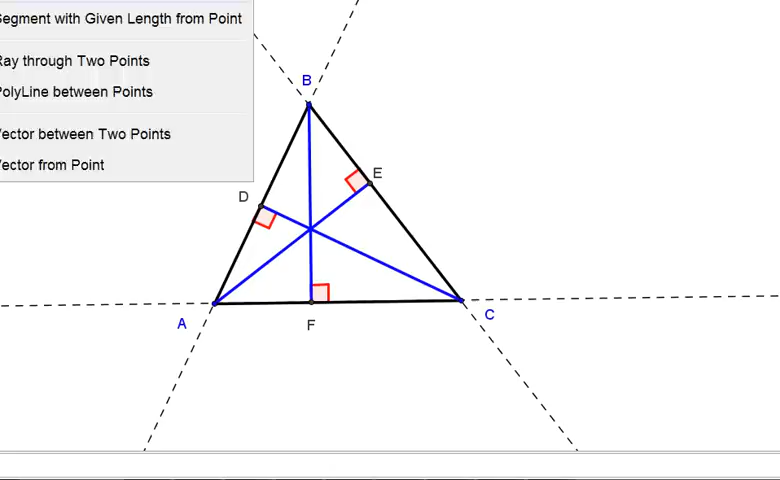 Segment with Given Length from Point
Ray through Two Points
PolyLine between Points
Vector between Two Points
Vector from Point
B
E
D
A
F
C